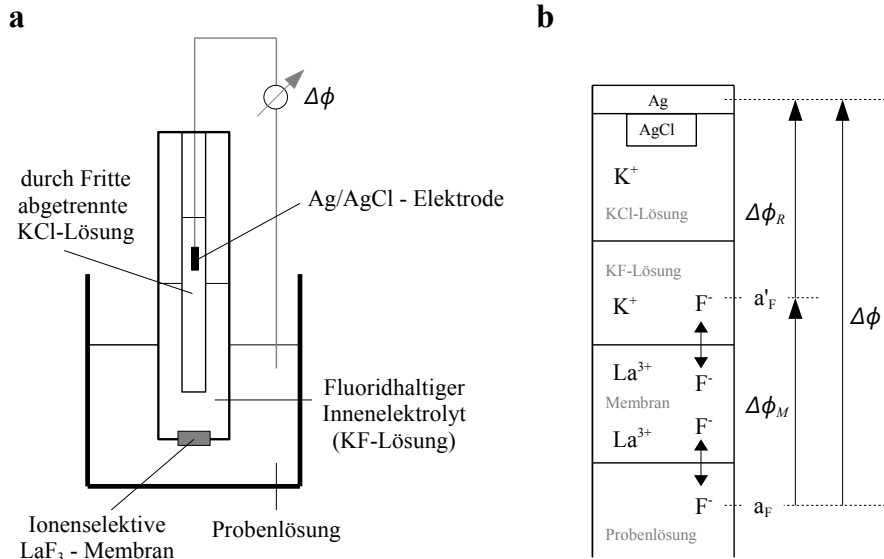 a
Δϕ
durch Fritte
abgetrennte
KCl-Lösung
Ag/AgCl - Elektrode
Fluoridhaltiger
Innenelektrolyt
(KF-Lösung)
Ionenselektive
LaF₃ - Membran
Probenlösung
b
Ag
AgCl
K⁺
KCl-Lösung
Δϕ_R
KF-Lösung
K⁺ F⁻ a'_F
Δϕ
La³⁺ F⁻
Membran Δϕ_M
La³⁺ F⁻
F⁻ a_F
Probenlösung